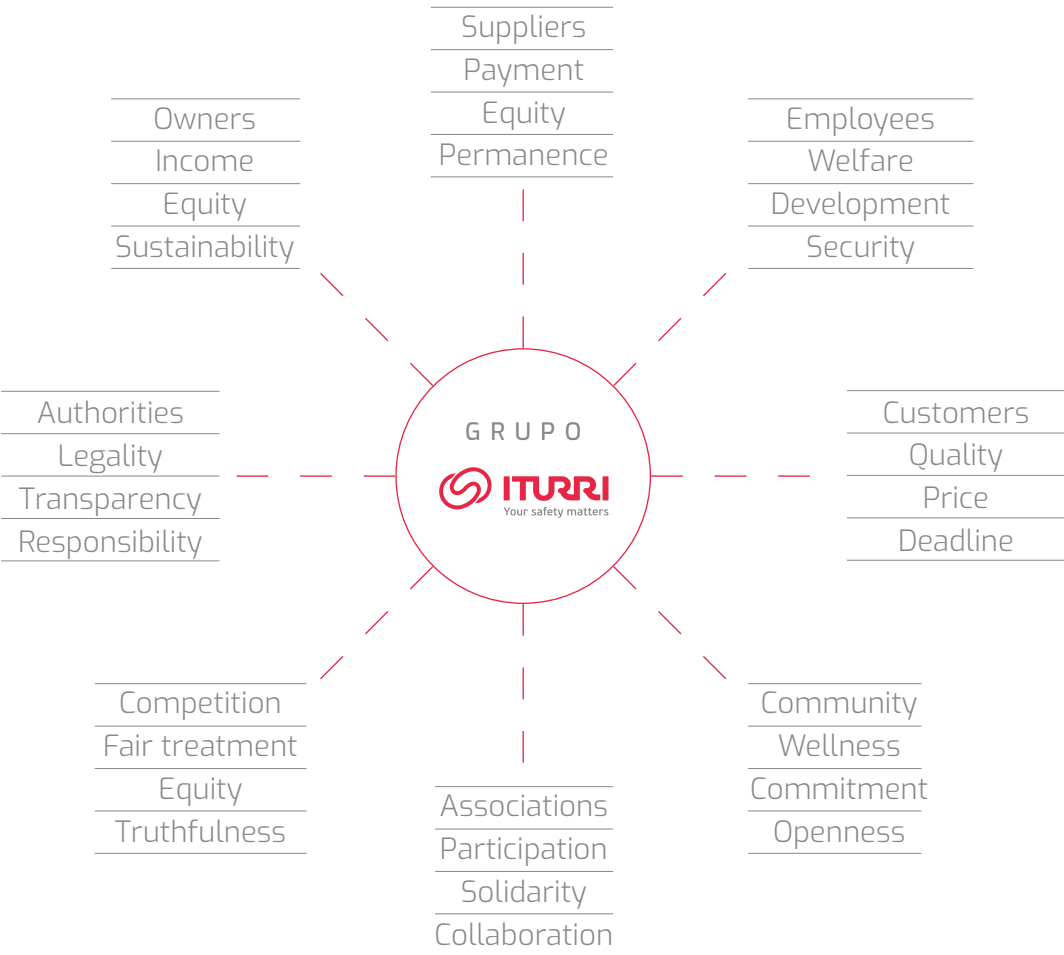 Suppliers
Payment
Equity
Permanence
Owners
Income
Equity
Sustainability
Employees
Welfare
Development
Security
Authorities
Legality
Transparency
Responsibility
GRUPO
ITURRI
Your safety matters
Customers
Quality
Price
Deadline
Competition
Fair treatment
Equity
Truthfulness
Associations
Participation
Solidarity
Collaboration
Community
Wellness
Commitment
Openness